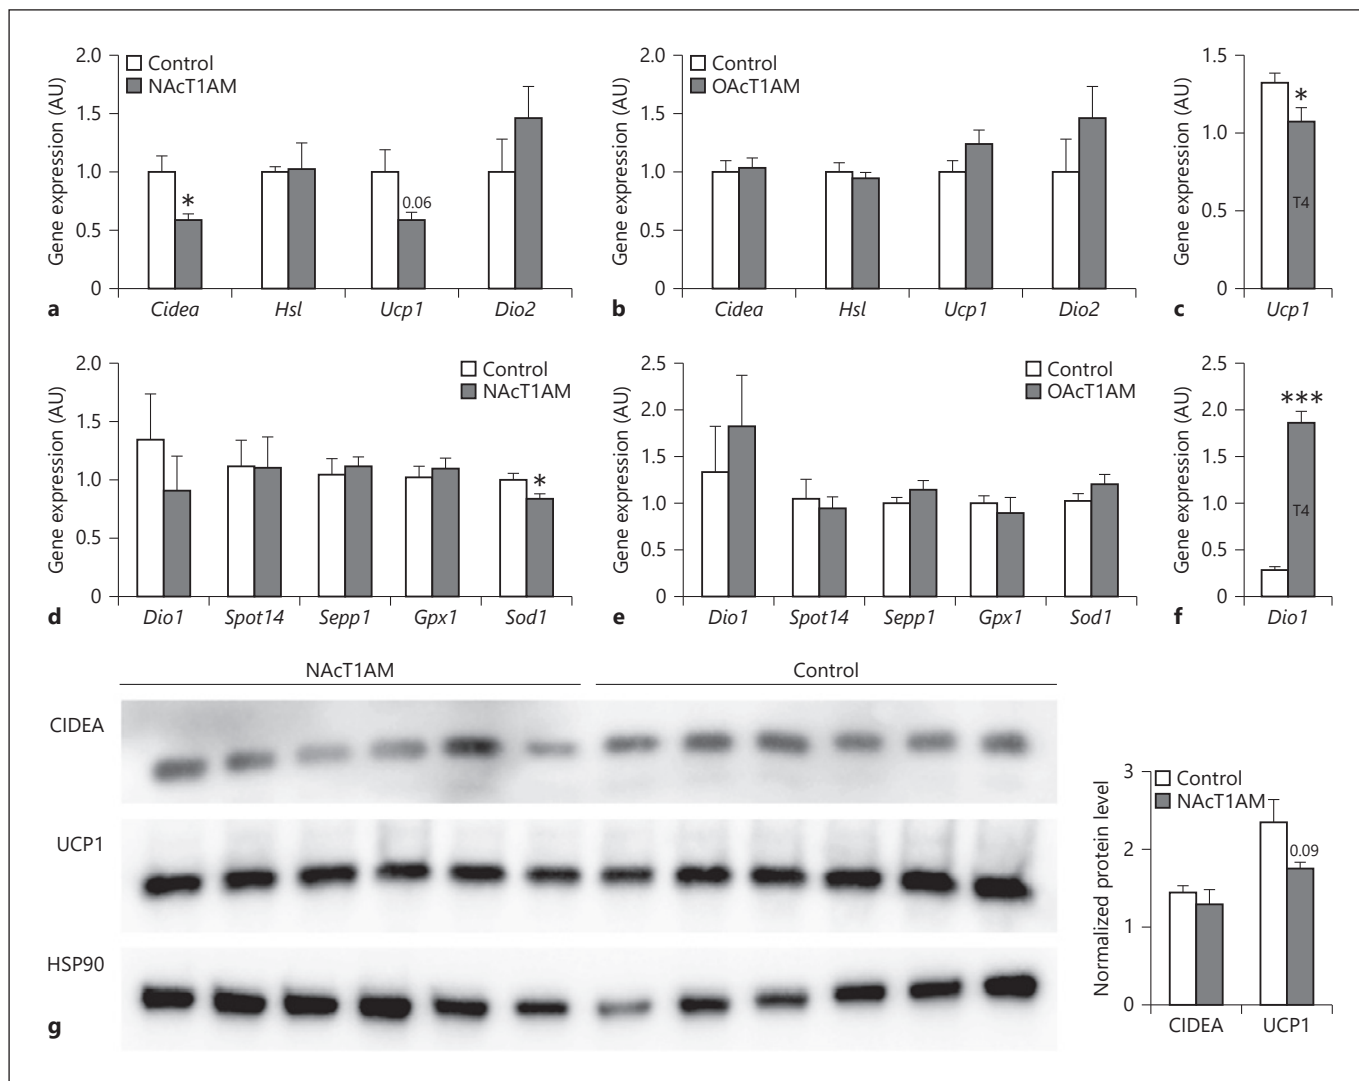 2.0
1.5
1.0
0.5
0
Gene expression (AU)
Control
NAcT1AM
*
0.06
Cidea
Hsl
Ucp1
Dio2
a
2.0
1.5
1.0
0.5
0
Gene expression (AU)
Control
OAcT1AM
Cidea
Hsl
Ucp1
Dio2
b
1.5
1.0
0.5
0
Gene expression (AU)
*
T4
Ucp1
c
2.0
1.5
1.0
0.5
0
Gene expression (AU)
Control
NAcT1AM
*
Dio1
Spot14
Sepp1
Gpx1
Sod1
d
2.5
2.0
1.5
1.0
0.5
0
Gene expression (AU)
Control
OAcT1AM
Dio1
Spot14
Sepp1
Gpx1
Sod1
e
2.5
2.0
1.5
1.0
0.5
0
Gene expression (AU)
***
T4
Dio1
f
NAcT1AM
Control
CIDEA
UCP1
HSP90
g
3
2
1
0
Normalized protein level
Control
NAcT1AM
0.09
CIDEA
UCP1